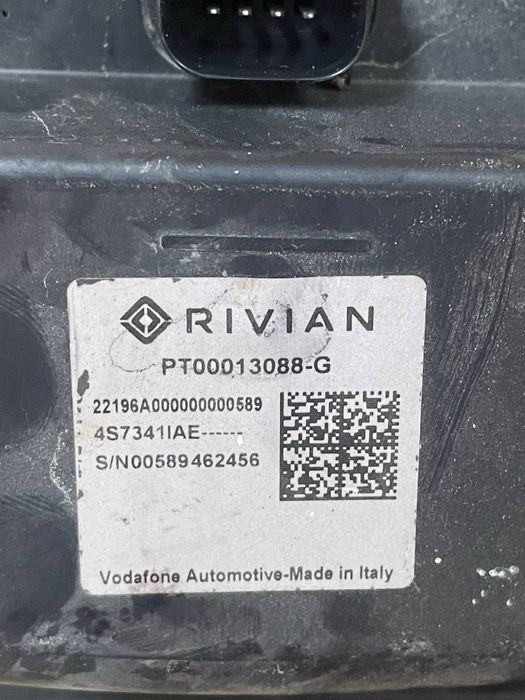 RIVIAN
PT00013088-G
22196A000000000589
4S7341IAE------
S/N00589462456
Vodafone Automotive-Made in Italy